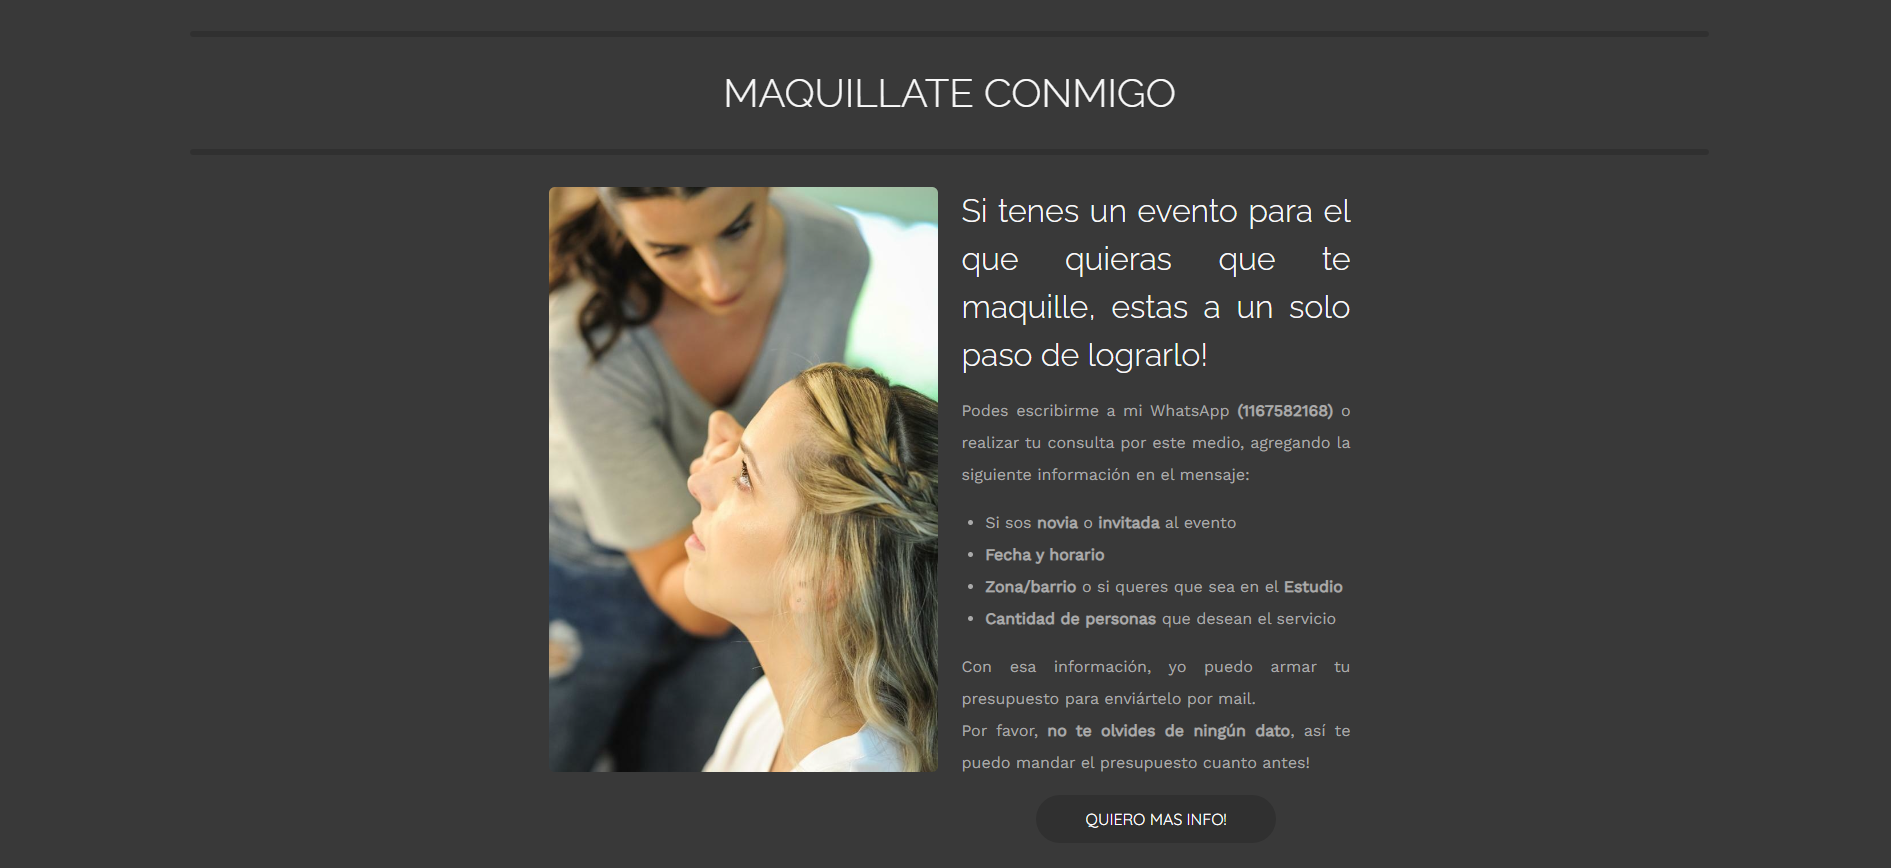 MAQUILLATE CONMIGO
Si tenes un evento para el
que quieras que te
maquille, estas a un solo
paso de lograrlo!
Podes escribirme a mi WhatsApp (1167582168) o
realizar tu consulta por este medio, agregando la
siguiente información en el mensaje:
• Si sos novia o invitada al evento
• Fecha y horario
• Zona/barrio o si queres que sea en el Estudio
• Cantidad de personas que desean el servicio
Con esa información, yo puedo armar tu
presupuesto para enviártelo por mail.
Por favor, no te olvides de ningún dato, así te
puedo mandar el presupuesto cuanto antes!
QUIERO MAS INFO!